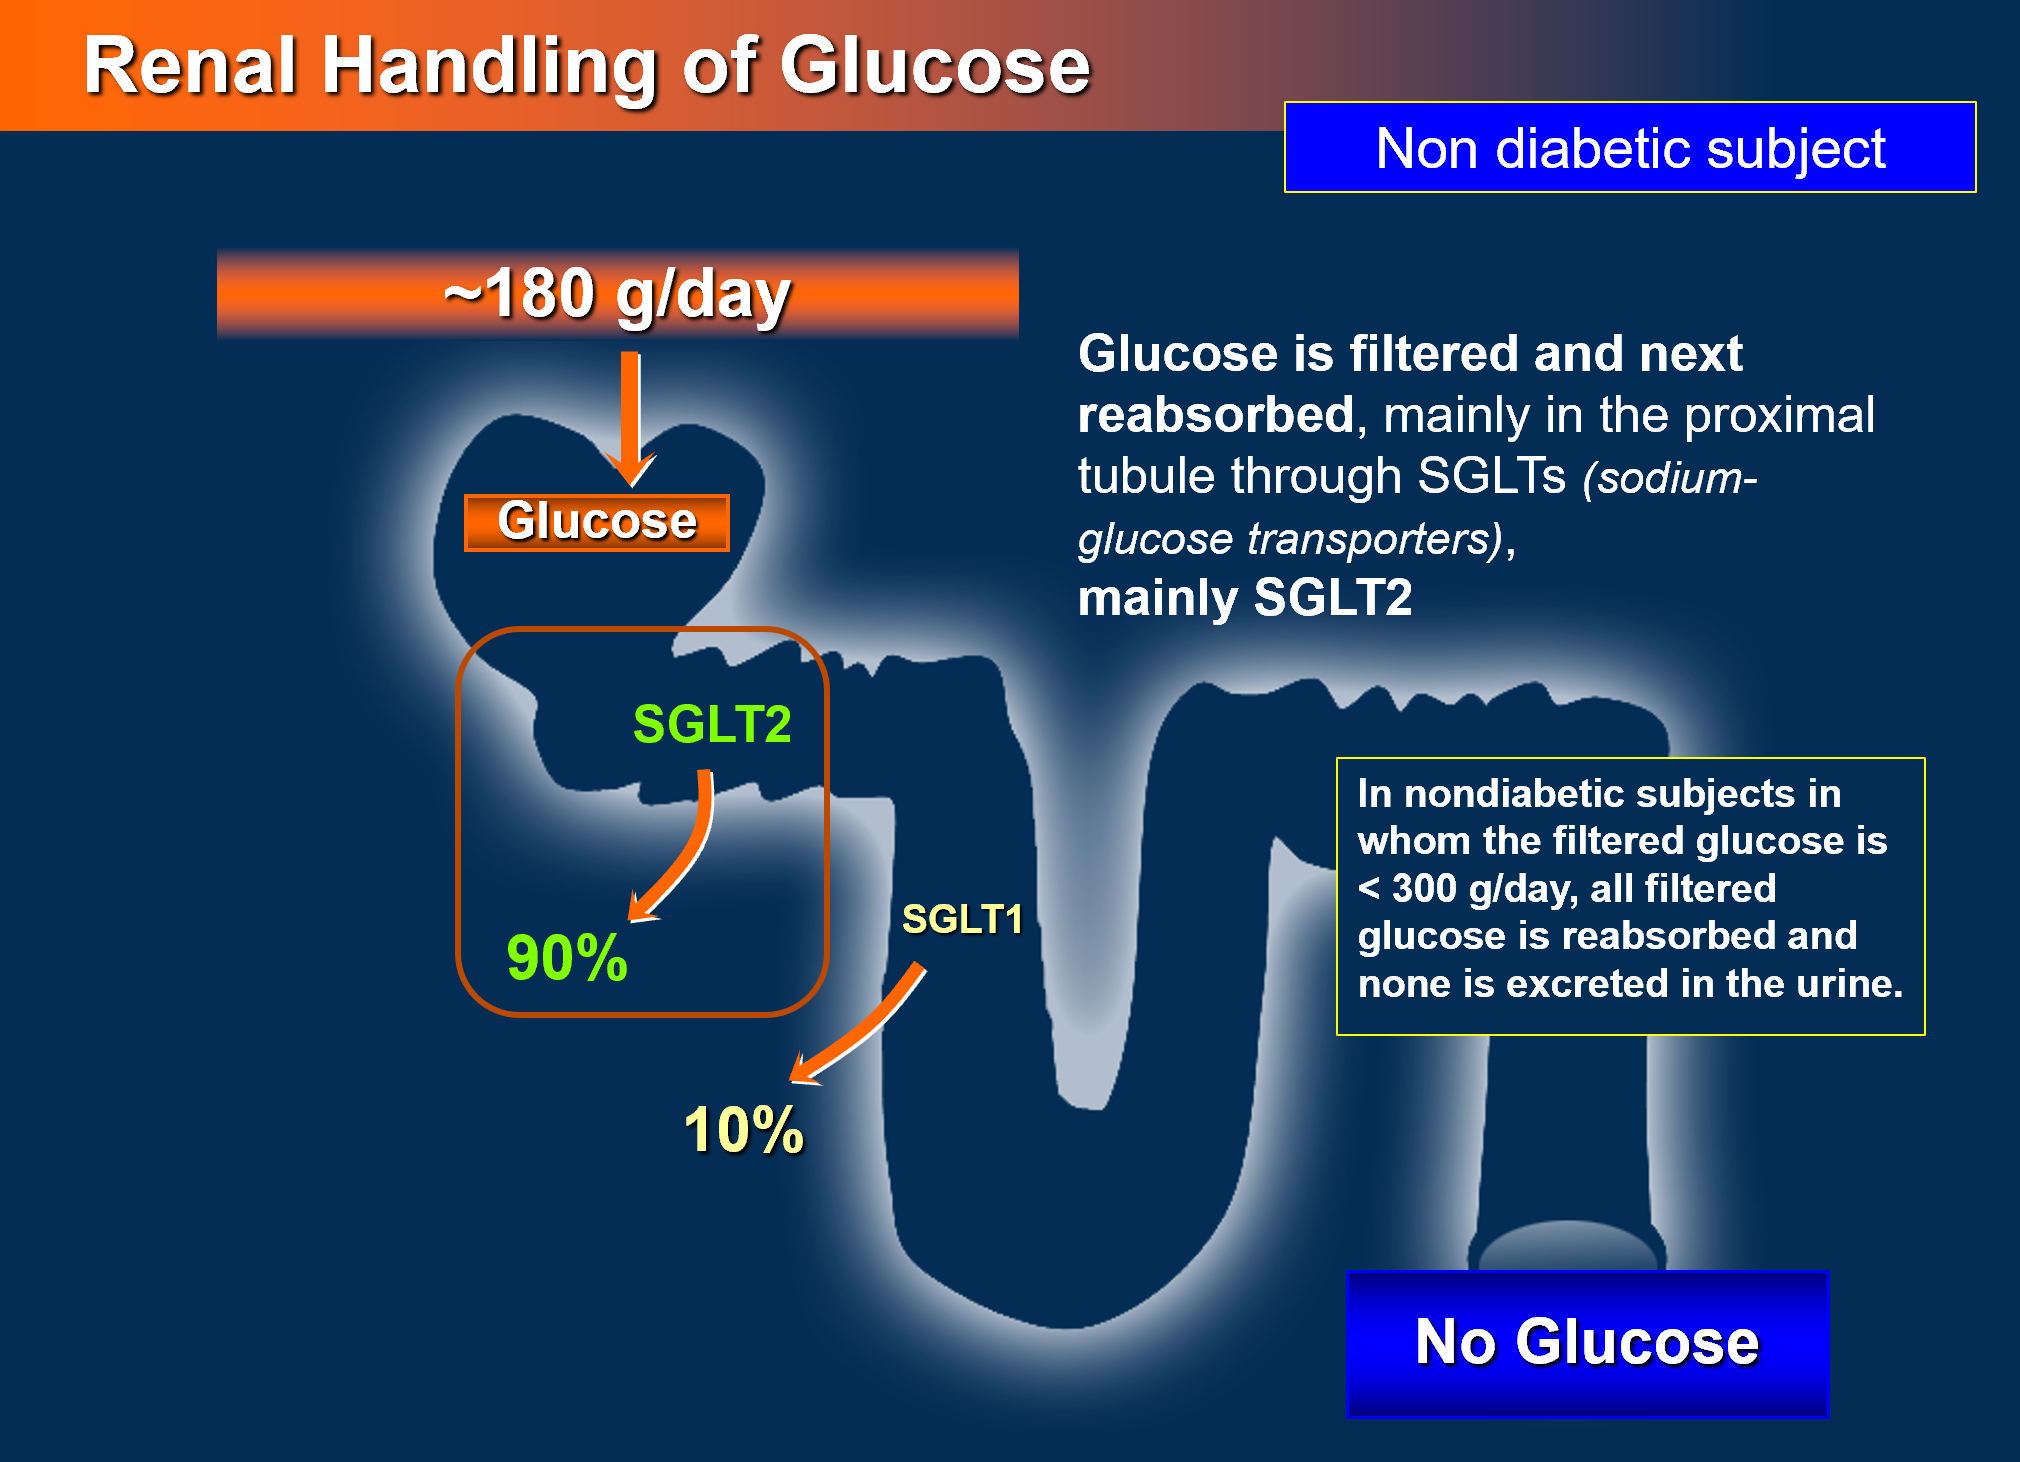 Renal Handling of Glucose
Non diabetic subject
~180 g/day
Glucose
Glucose is filtered and next
reabsorbed, mainly in the proximal
tubule through SGLTs (sodium-
glucose transporters),
mainly SGLT2
SGLT2
90%
SGLT1
10%
In nondiabetic subjects in
whom the filtered glucose is
< 300 g/day, all filtered
glucose is reabsorbed and
none is excreted in the urine.
No Glucose